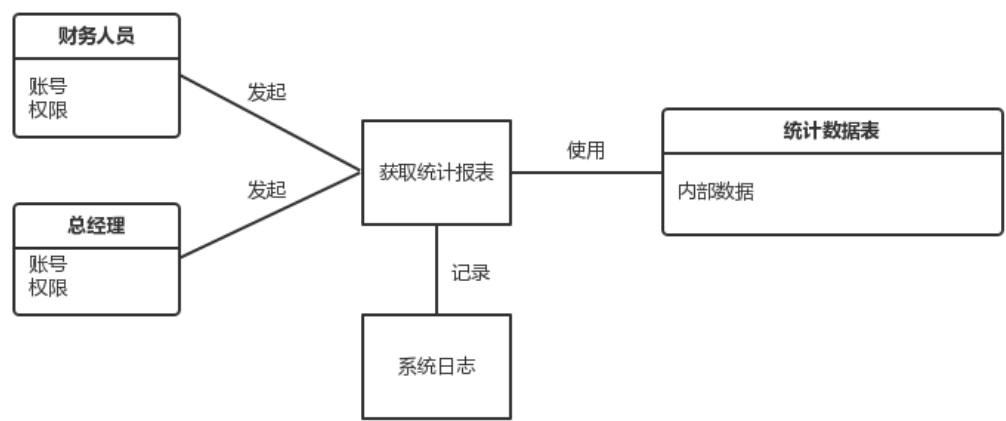 财务人员
账号
权限
发起
获取统计报表
使用
统计数据表
内部数据
发起
总经理
账号
权限
记录
系统日志